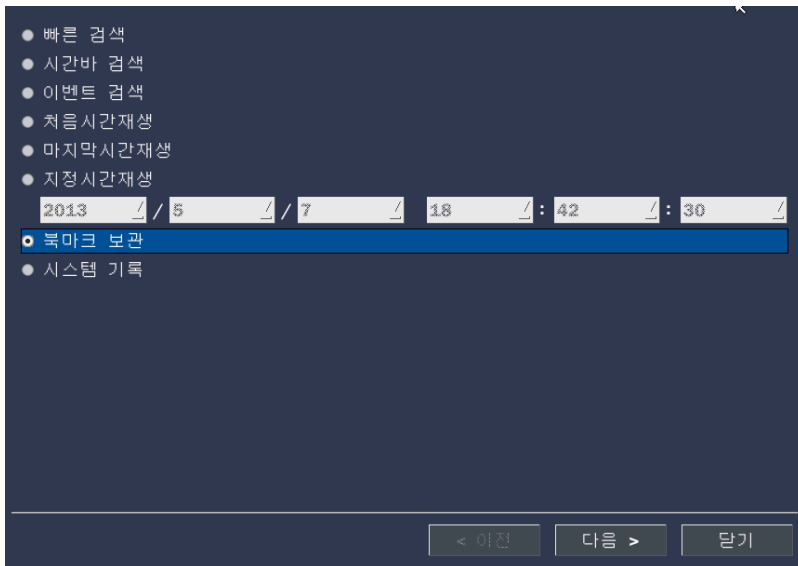 빠른 검색
시간바 검색
이벤트 검색
처음시간재생
마지막시간재생
지정시간재생
2013 / 5 / 7 18 : 42 : 30
북마크 보관
시스템 기록
< 이전 다음 > 닫기